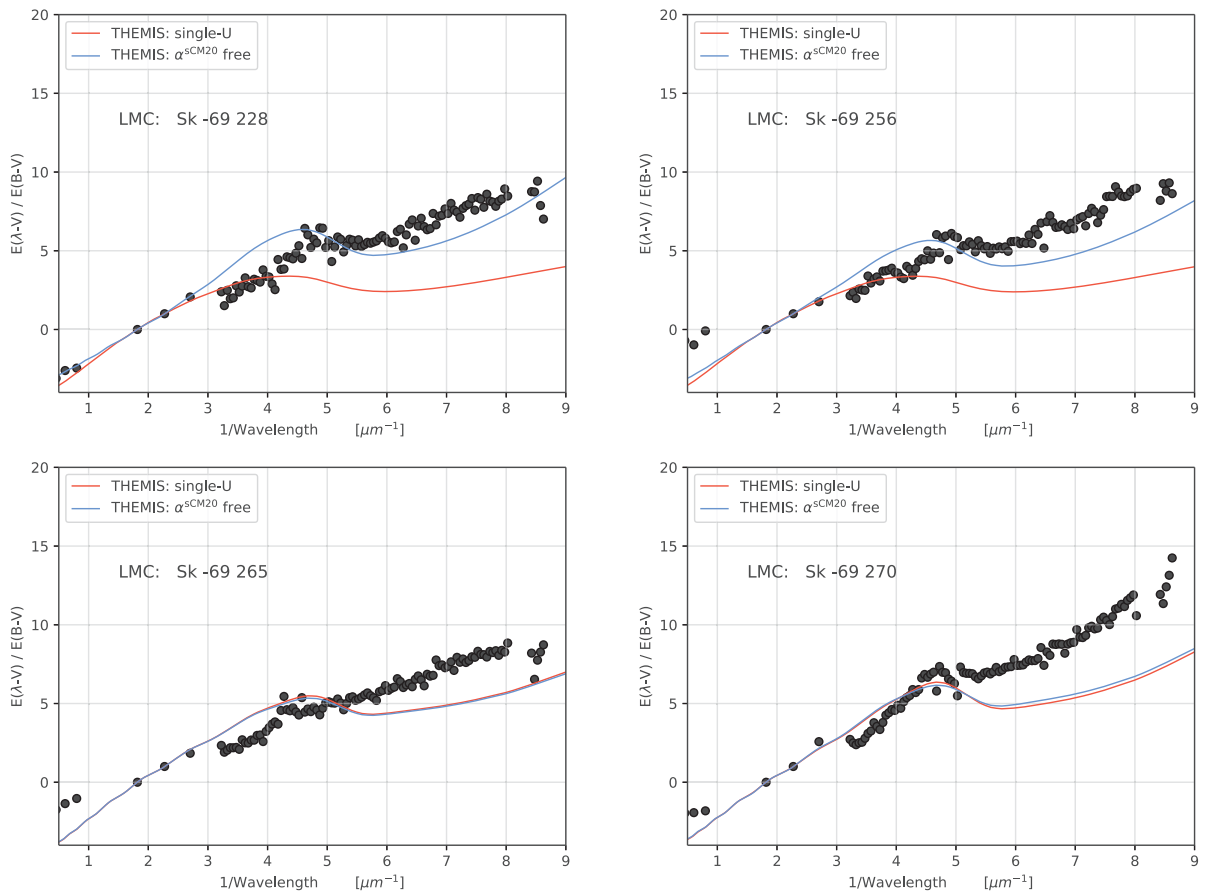 20
15
10
5
0
E(λ-V) / E(B-V)
THEMIS: single-U
THEMIS: α^sCM20 free
LMC: Sk -69 228
1 2 3 4 5 6 7 8 9
1/Wavelength [μm⁻¹]
20
15
10
5
0
E(λ-V) / E(B-V)
THEMIS: single-U
THEMIS: α^sCM20 free
LMC: Sk -69 256
1 2 3 4 5 6 7 8 9
1/Wavelength [μm⁻¹]
20
15
10
5
0
E(λ-V) / E(B-V)
THEMIS: single-U
THEMIS: α^sCM20 free
LMC: Sk -69 265
1 2 3 4 5 6 7 8 9
1/Wavelength [μm⁻¹]
20
15
10
5
0
E(λ-V) / E(B-V)
THEMIS: single-U
THEMIS: α^sCM20 free
LMC: Sk -69 270
1 2 3 4 5 6 7 8 9
1/Wavelength [μm⁻¹]